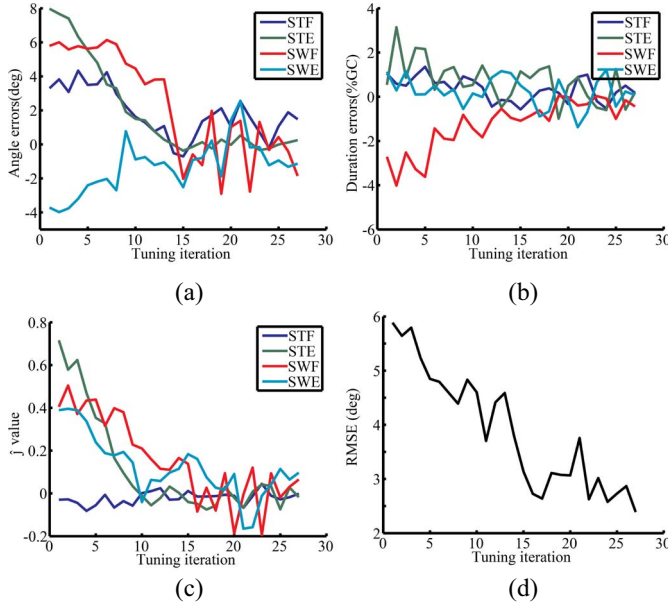 8
6
4
2
0
-2
-4
Angle errors(deg)
0 5 10 15 20 25 30
Tuning iteration
STF
STE
SWF
SWE
(a)
6
4
2
0
-2
-4
-6
Duration errors(%GC)
0 5 10 15 20 25 30
Tuning iteration
STF
STE
SWF
SWE
(b)
0.8
0.6
0.4
0.2
0
-0.2
ĵ value
0 5 10 15 20 25 30
Tuning iteration
STF
STE
SWF
SWE
(c)
6
5
4
3
2
RMSE (deg)
0 5 10 15 20 25 30
Tuning iteration
(d)